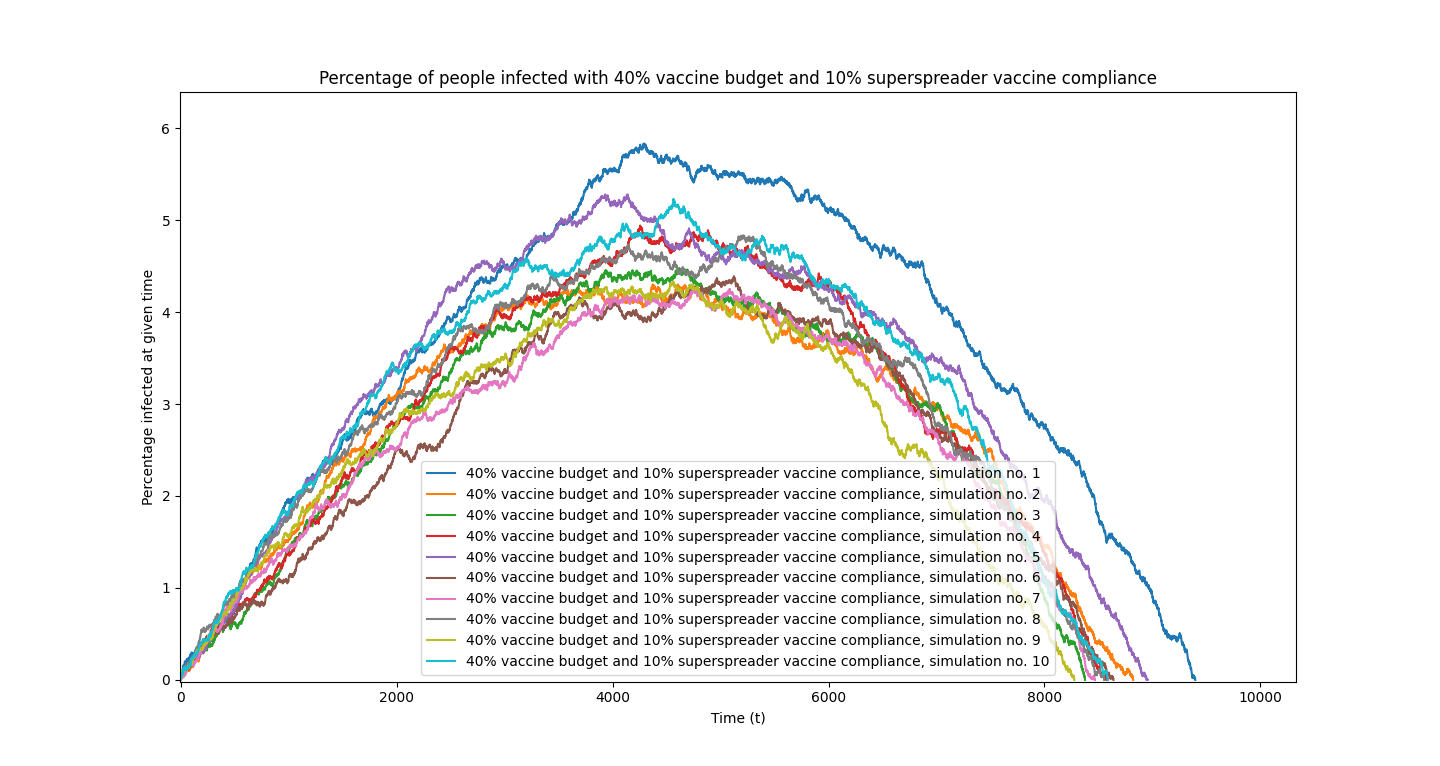 Percentage of people infected with 40% vaccine budget and 10% superspreader vaccine compliance
Percentage infected at given time
6
5
4
3
2
1
0
40% vaccine budget and 10% superspreader vaccine compliance, simulation no. 1
40% vaccine budget and 10% superspreader vaccine compliance, simulation no. 2
40% vaccine budget and 10% superspreader vaccine compliance, simulation no. 3
40% vaccine budget and 10% superspreader vaccine compliance, simulation no. 4
40% vaccine budget and 10% superspreader vaccine compliance, simulation no. 5
40% vaccine budget and 10% superspreader vaccine compliance, simulation no. 6
40% vaccine budget and 10% superspreader vaccine compliance, simulation no. 7
40% vaccine budget and 10% superspreader vaccine compliance, simulation no. 8
40% vaccine budget and 10% superspreader vaccine compliance, simulation no. 9
40% vaccine budget and 10% superspreader vaccine compliance, simulation no. 10
0 2000 4000 6000 8000 10000
Time (t)